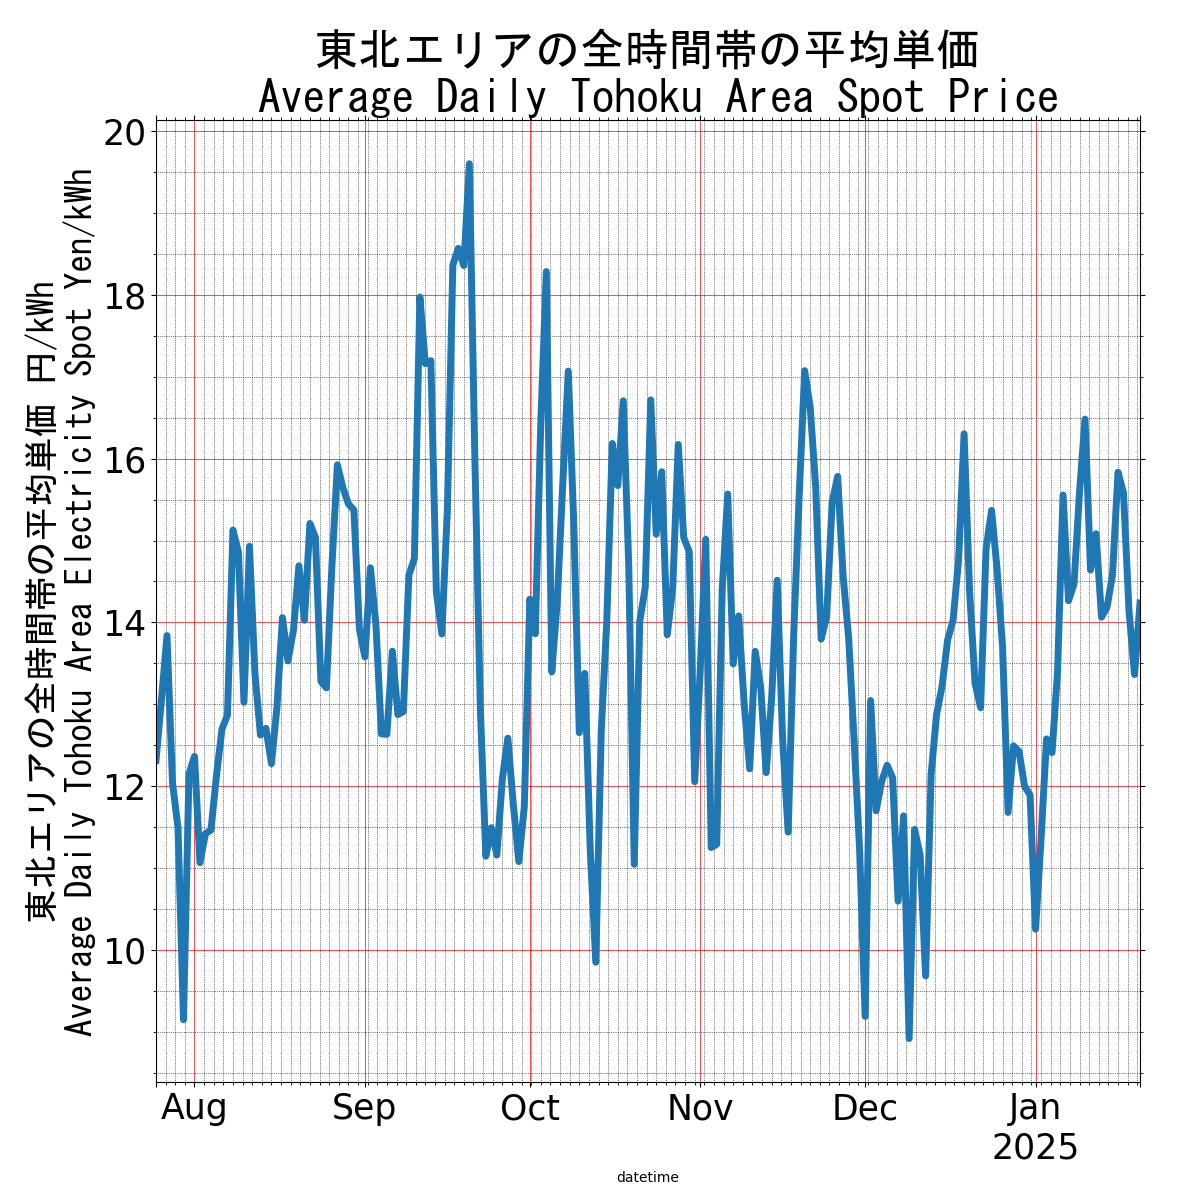 東北エリアの全時間帯の平均単価
Average Daily Tohoku Area Spot Price
東北エリアの全時間帯の平均単価 円/kWh
Average Daily Tohoku Area Electricity Spot Yen/kWh
20
18
16
14
12
10
Aug
Sep
Oct
Nov
Dec
Jan
2025
datetime